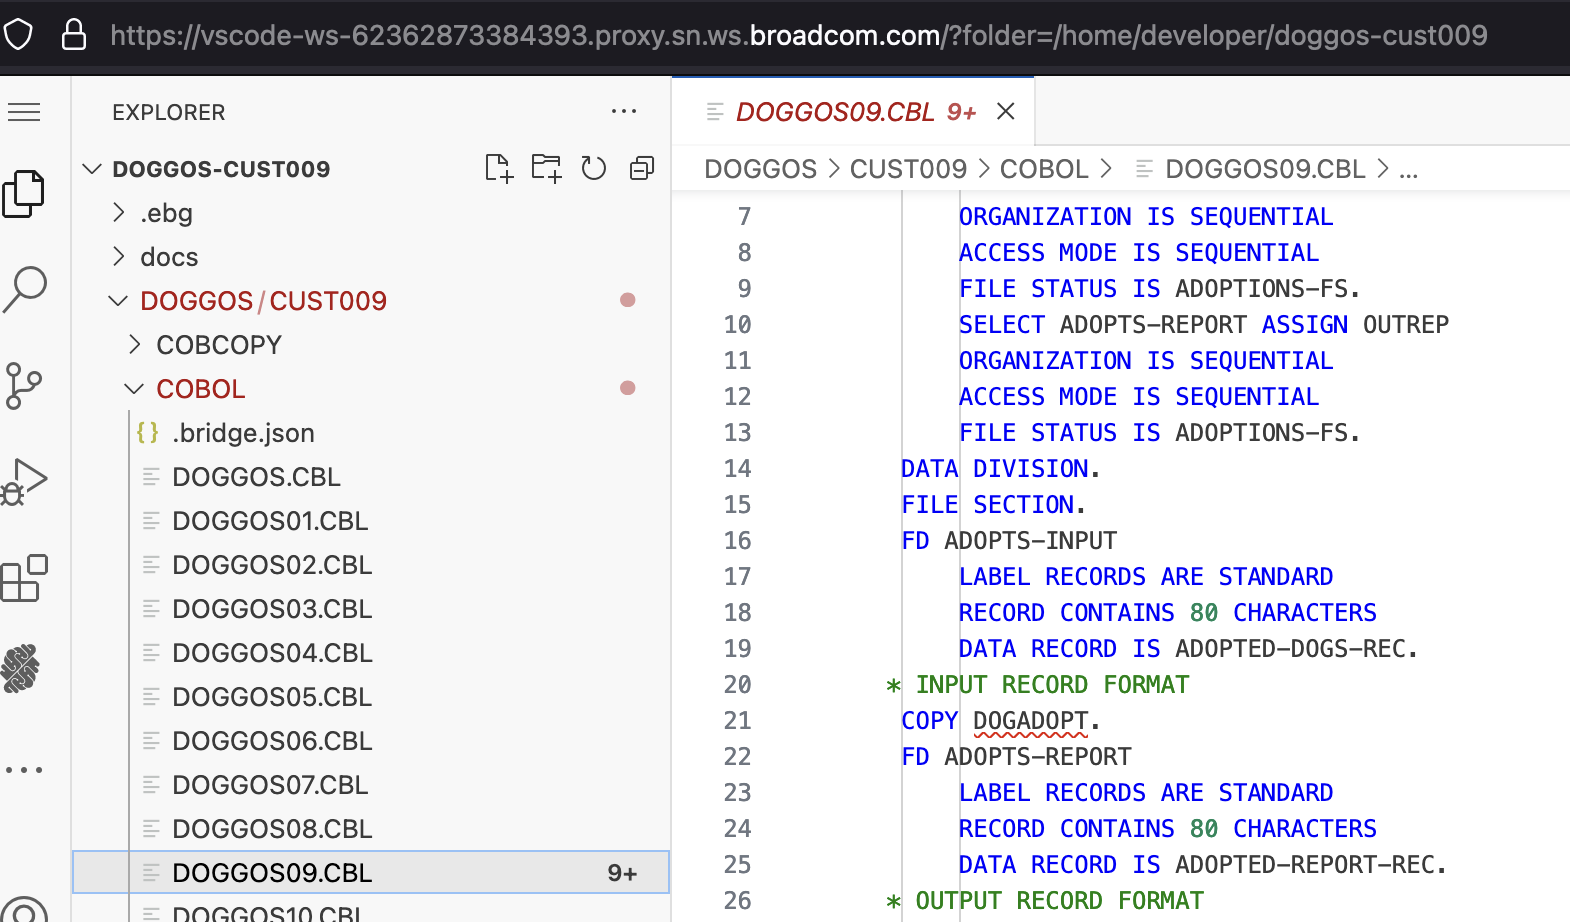 https://vscode-ws-62362873384393.proxy.sn.ws.broadcom.com/?folder=/home/developer/doggos-cust009
EXPLORER
DOGGOS-CUST009
.ebg
docs
DOGGOS / CUST009
COBCOPY
COBOL
{} .bridge.json
DOGGOS.CBL
DOGGOS01.CBL
DOGGOS02.CBL
DOGGOS03.CBL
DOGGOS04.CBL
DOGGOS05.CBL
DOGGOS06.CBL
DOGGOS07.CBL
DOGGOS08.CBL
DOGGOS09.CBL 9+
DOGGOS10.CBL
DOGGOS09.CBL 9+
DOGGOS > CUST009 > COBOL > DOGGOS09.CBL > ...
7 ORGANIZATION IS SEQUENTIAL
8 ACCESS MODE IS SEQUENTIAL
9 FILE STATUS IS ADOPTIONS-FS.
10 SELECT ADOPTS-REPORT ASSIGN OUTREP
11 ORGANIZATION IS SEQUENTIAL
12 ACCESS MODE IS SEQUENTIAL
13 FILE STATUS IS ADOPTIONS-FS.
14 DATA DIVISION.
15 FILE SECTION.
16 FD ADOPTS-INPUT
17 LABEL RECORDS ARE STANDARD
18 RECORD CONTAINS 80 CHARACTERS
19 DATA RECORD IS ADOPTED-DOGS-REC.
20 * INPUT RECORD FORMAT
21 COPY DOGADOPT.
22 FD ADOPTS-REPORT
23 LABEL RECORDS ARE STANDARD
24 RECORD CONTAINS 80 CHARACTERS
25 DATA RECORD IS ADOPTED-REPORT-REC.
26 * OUTPUT RECORD FORMAT